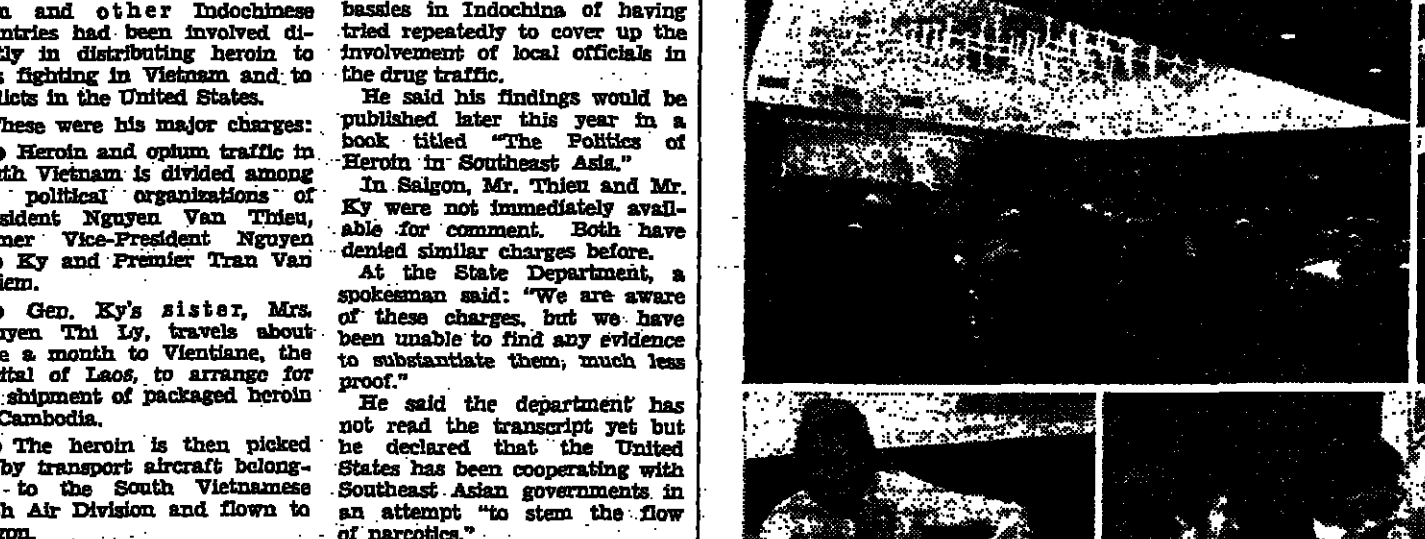 n and other Indochinese
ntries had been involved di-
tly in distributing heroin to
s fighting in Vietnam and to
licts in the United States.
hese were his major charges:
Heroin and opium traffic in
th Vietnam is divided among
political organizations of
sident Nguyen Van Thieu,
mer Vice-President Nguyen
Ky and Premier Tran Van
iem.
Gen. Ky's sister, Mrs.
uyen Thi Ly, travels about
e a month to Vientiane, the
ital of Laos, to arrange for
shipment of packaged heroin
Cambodia.
The heroin is then picked
by transport aircraft belong-
to the South Vietnamese
h Air Division and flown to
gon.
bassies in Indochina of having
tried repeatedly to cover up the
involvement of local officials in
the drug traffic.
He said his findings would be
published later this year in a
book titled "The Politics of
Heroin in Southeast Asia."
In Saigon, Mr. Thieu and Mr.
Ky were not immediately avail-
able for comment. Both have
denied similar charges before.
At the State Department, a
spokesman said: "We are aware
of these charges, but we have
been unable to find any evidence
to substantiate them, much less
proof."
He said the department has
not read the transcript yet but
he declared that the United
States has been cooperating with
Southeast Asian governments in
an attempt "to stem the flow
of narcotics."